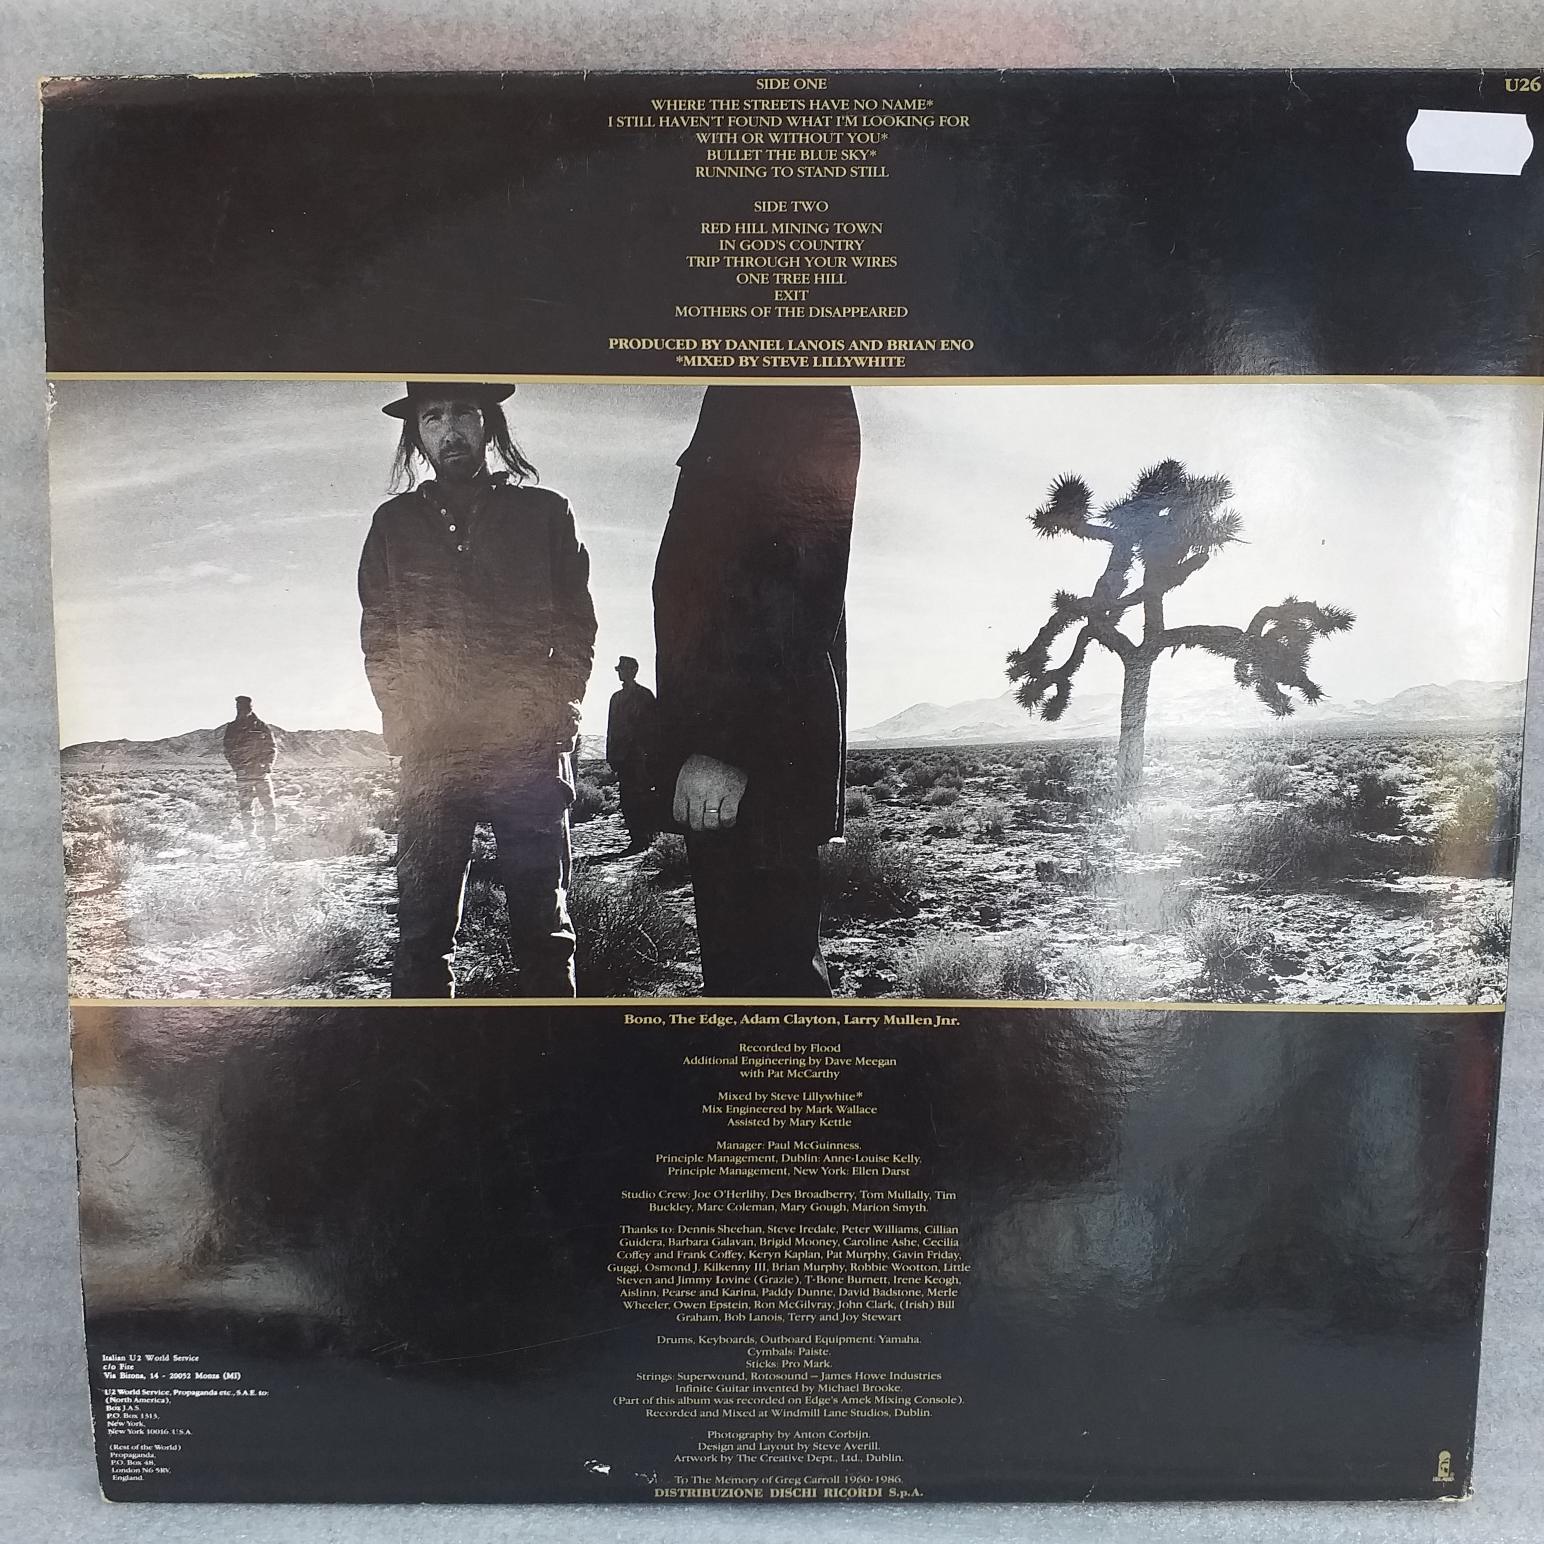 SIDE ONE
U26
WHERE THE STREETS HAVE NO NAME*
I STILL HAVEN'T FOUND WHAT I'M LOOKING FOR
WITH OR WITHOUT YOU*
BULLET THE BLUE SKY*
RUNNING TO STAND STILL
SIDE TWO
RED HILL MINING TOWN
IN GOD'S COUNTRY
TRIP THROUGH YOUR WIRES
ONE TREE HILL
EXIT
MOTHERS OF THE DISAPPEARED
PRODUCED BY DANIEL LANOIS AND BRIAN ENO
*MIXED BY STEVE LILLYWHITE
Bono, The Edge, Adam Clayton, Larry Mullen Jnr.
Recorded by Flood
Additional Engineering by Dave Meegan
with Pat McCarthy
Mixed by Steve Lillywhite*
Mix Engineered by Mark Wallace
Assisted by Mary Kettle
Manager: Paul McGuinness.
Principle Management, Dublin: Anne-Louise Kelly,
Principle Management, New York: Ellen Darst
Studio Crew: Joe O'Herlihy, Des Broadberry, Tom Mullally, Tim
Buckley, Marc Coleman, Mary Gough, Marion Smyth.
Thanks to: Dennis Sheehan, Steve Iredale, Peter Williams, Cillian
Guidera, Barbara Galavan, Brigid Mooney, Caroline Ashe, Cecilia
Coffey and Frank Coffey, Keryn Kaplan, Pat Murphy, Gavin Friday,
Guggi, Osmond J. Kilkenny III, Brian Murphy, Robbie Wootton, Little
Steven and Jimmy Iovine (Grazie), T-Bone Burnett, Irene Keogh,
Aislinn, Pearse and Karina, Paddy Dunne, David Badstone, Merle
Wheeler, Owen Epstein, Ron McGilvray, John Clark, (Irish) Bill
Graham, Bob Lanois, Terry and Joy Stewart
Drums, Keyboards, Outboard Equipment: Yamaha.
Cymbals: Paiste.
Sticks: Pro Mark.
Strings: Superwound, Rotosound — James Howe Industries
Infinite Guitar invented by Michael Brooke.
(Part of this album was recorded on Edge's Amek Mixing Console).
Recorded and Mixed at Windmill Lane Studios, Dublin.
Photography by Anton Corbijn.
Design and Layout by Steve Averill.
Artwork by The Creative Dept., Ltd., Dublin.
To The Memory of Greg Carroll 1960-1986.
DISTRIBUZIONE DISCHI RICORDI S.p.A.
Italian U2 World Service
c/o Fire
Via Bizona, 14 - 20052 Monza (MI)
U2 World Service, Propaganda etc., S.A.E. to:
(North America),
Box J.A.S.
P.O. Box 1313,
New York,
New York 10016. U.S.A.
(Rest of the World)
Propaganda,
P.O. Box 48,
London N6 5RU,
England.
ISLAND